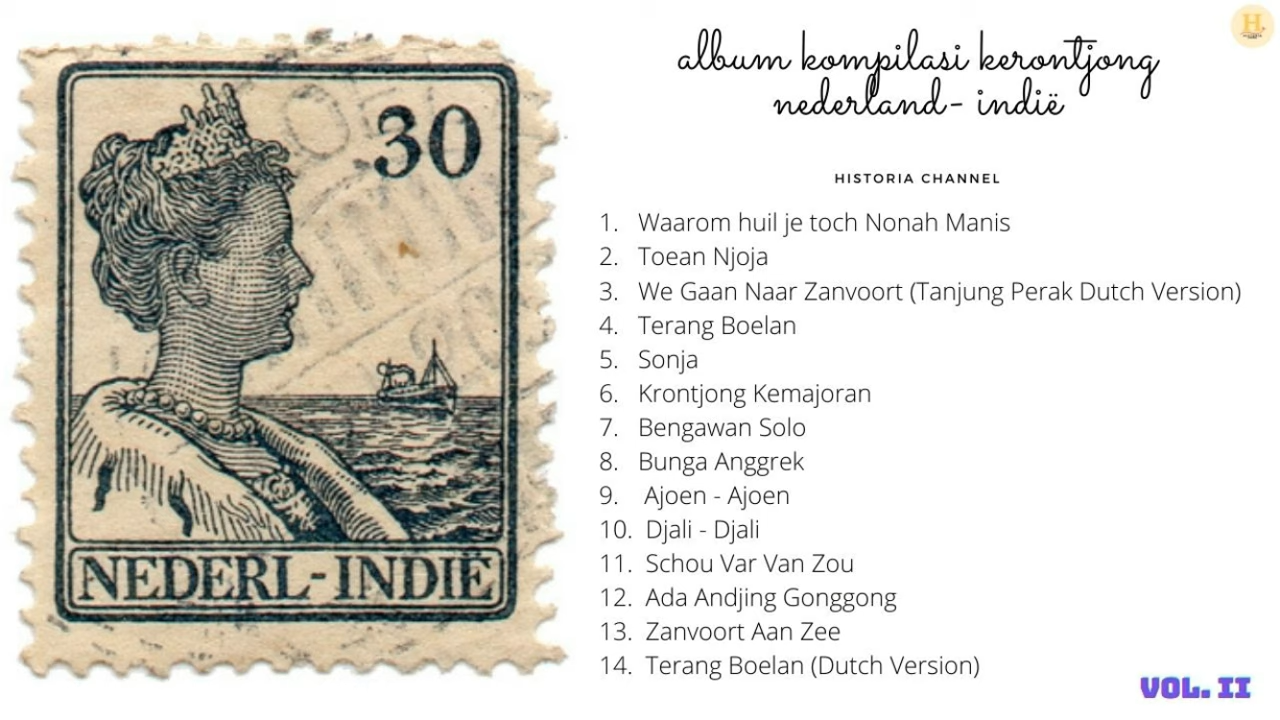 30
NEDERL-INDIË
album kompilasi kerontjong
nederland- indië
H.
HISTORIA CHANNEL
1. Waarom huil je toch Nonah Manis
2. Toean Njoja
3. We Gaan Naar Zanvoort (Tanjung Perak Dutch Version)
4. Terang Boelan
5. Sonja
6. Krontjong Kemajoran
7. Bengawan Solo
8. Bunga Anggrek
9. Ajoen - Ajoen
10. Djali - Djali
11. Schou Var Van Zou
12. Ada Andjing Gonggong
13. Zanvoort Aan Zee
14. Terang Boelan (Dutch Version)
VOL. II